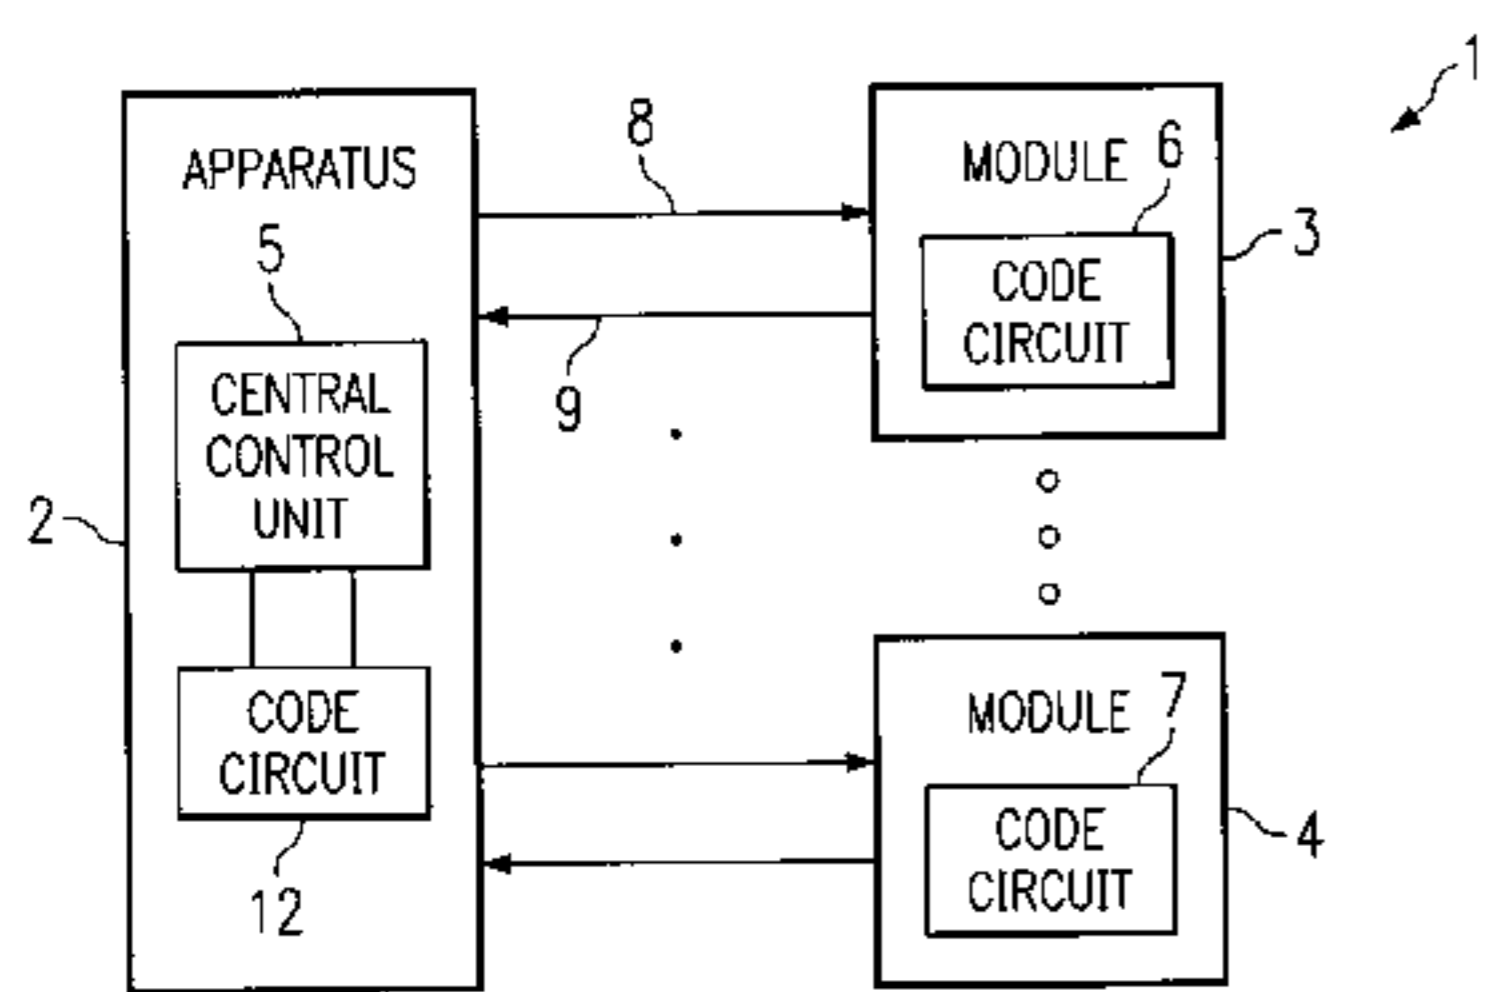 1
APPARATUS
8
MODULE
6
5
CODE
CIRCUIT
3
9
CENTRAL
CONTROL
UNIT
2
CODE
CIRCUIT
12
MODULE
7
CODE
CIRCUIT
4